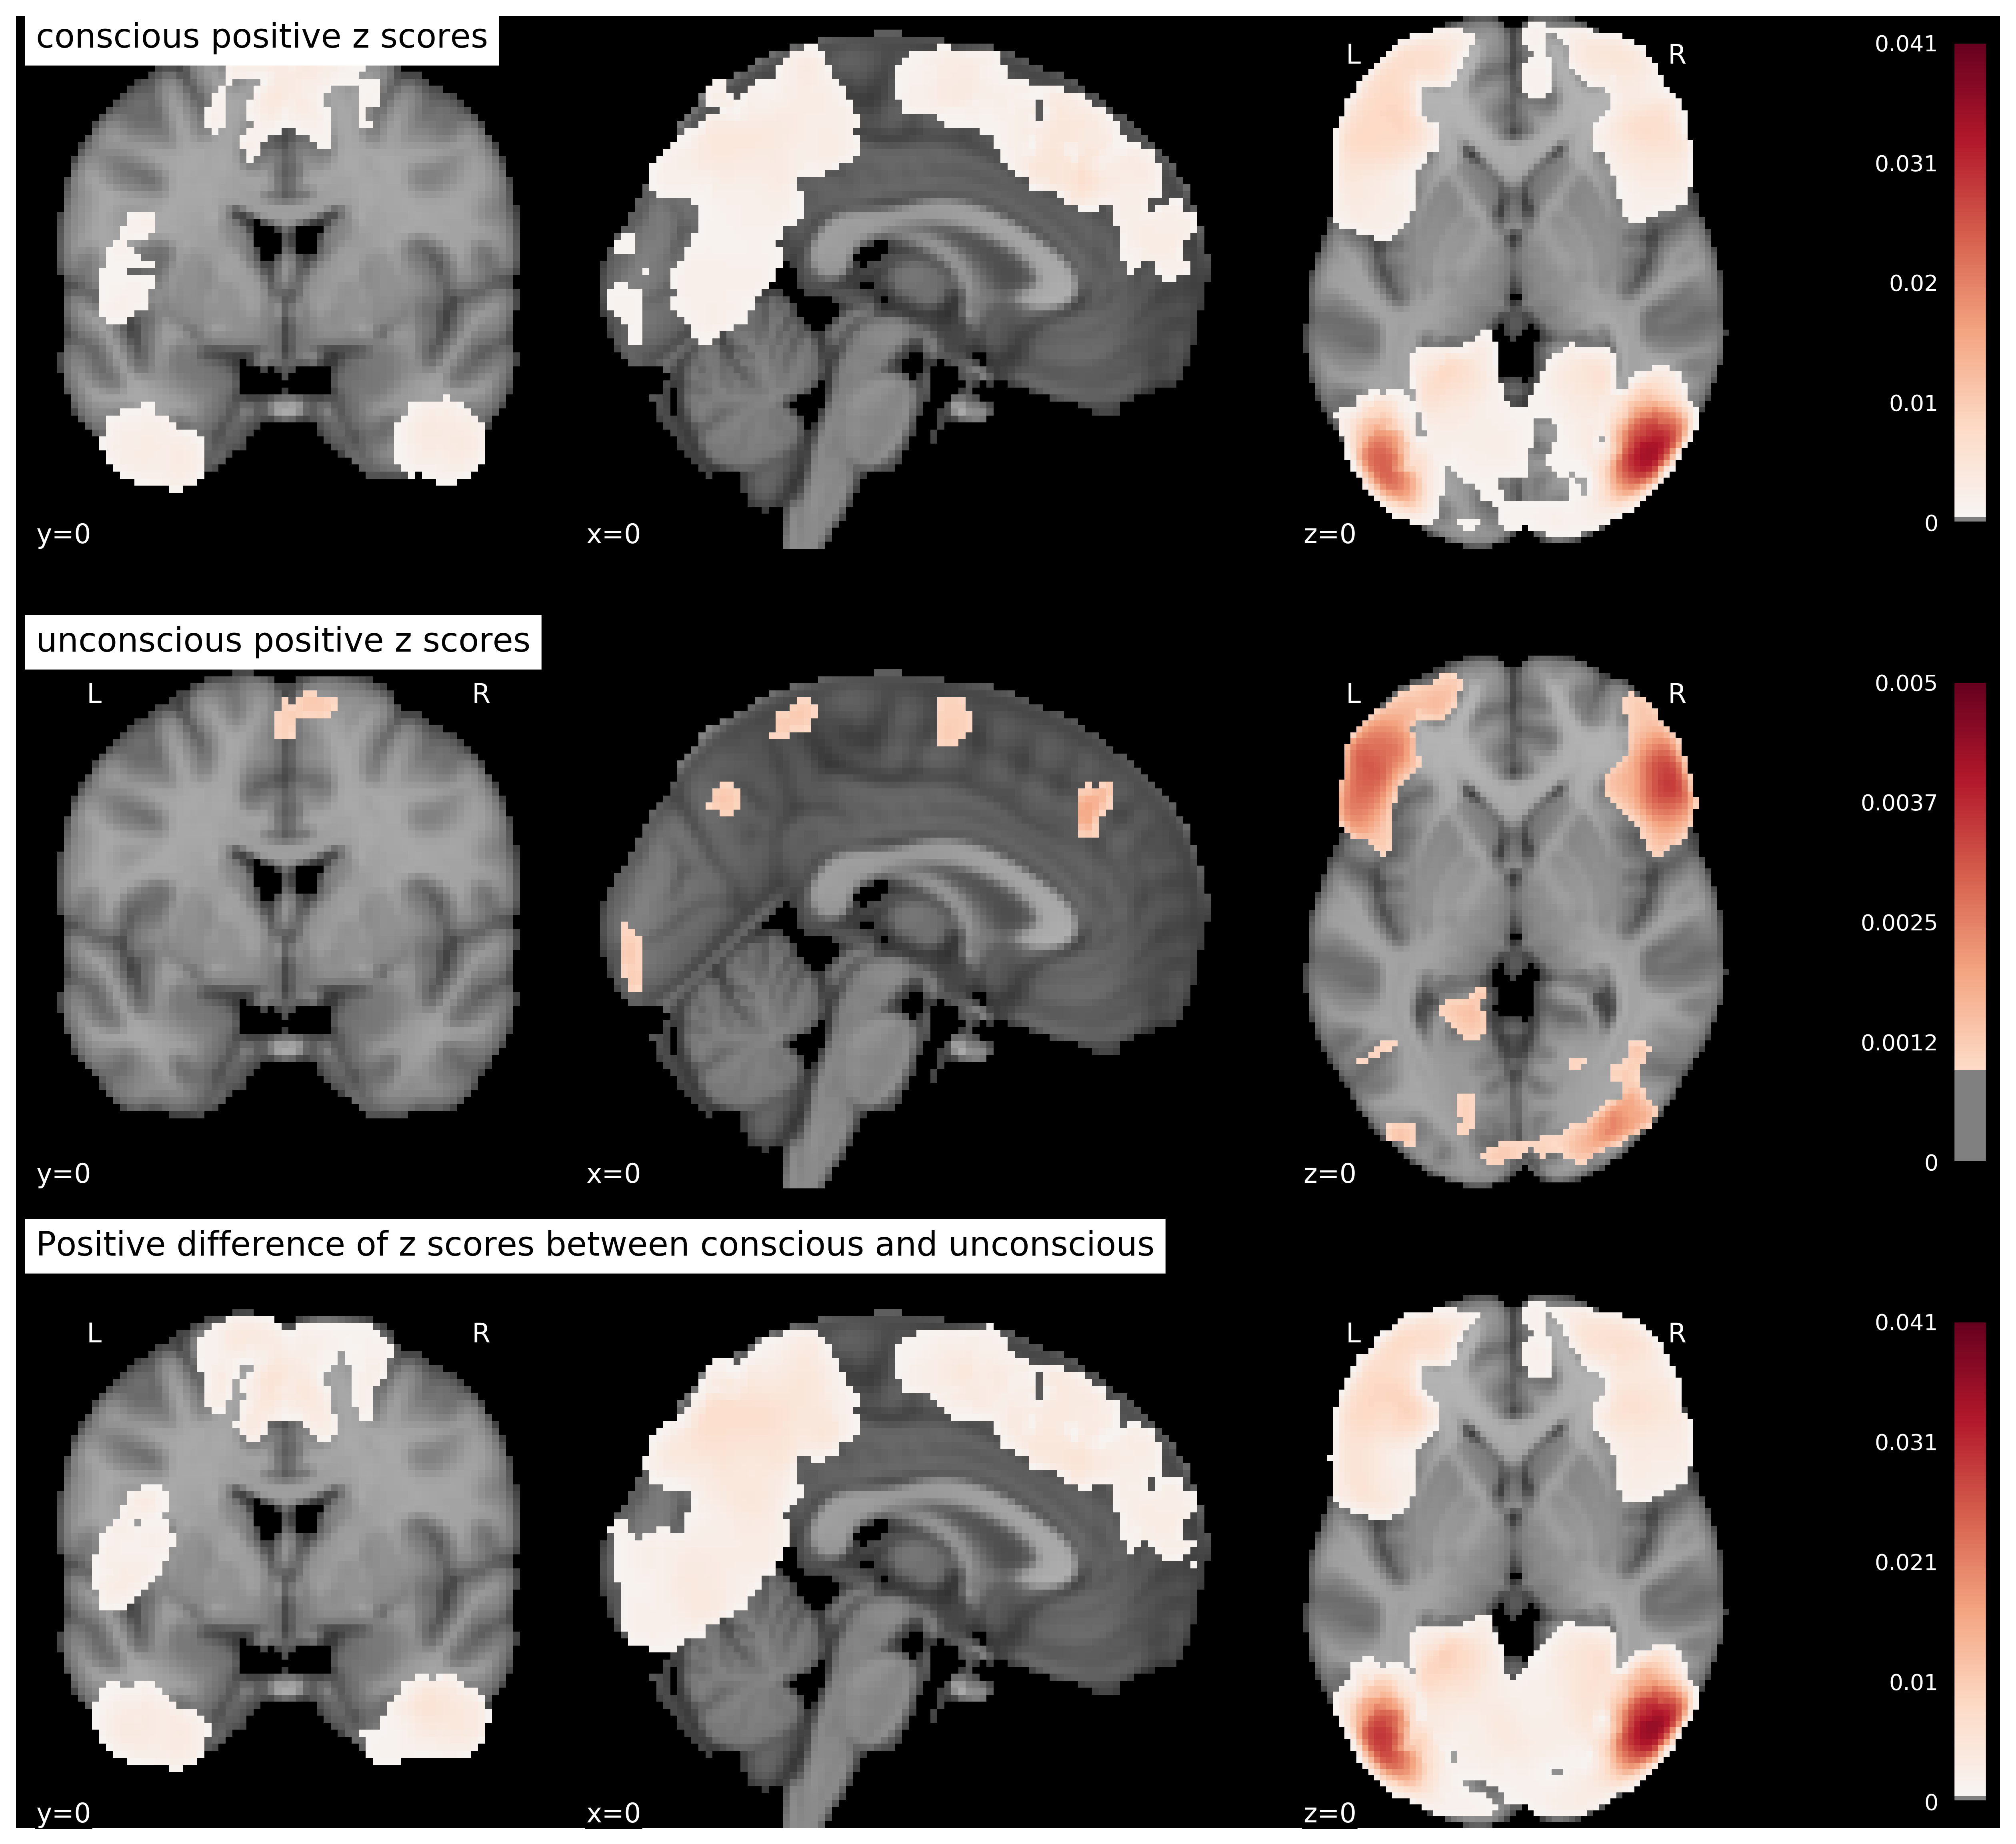 conscious positive z scores
L R
0.041
0.031
0.02
0.01
0
y=0 x=0 z=0
unconscious positive z scores
L R L R
0.005
0.0037
0.0025
0.0012
0
y=0 x=0 z=0
Positive difference of z scores between conscious and unconscious
L R L R
0.041
0.031
0.021
0.01
0
y=0 x=0 z=0